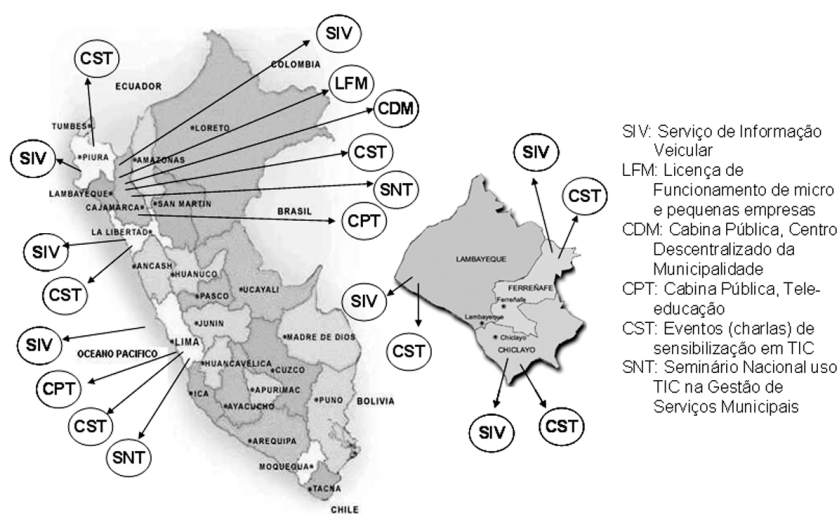 SIV
COLOMBIA
CST
ECUADOR
LFM
CDM
TUMBES
LORETO
CST
SIV
PIURA
AMAZONAS
SNT
LAMBAYEQUE
CAJAMARCA
SAN MARTIN
BRASIL
CPT
LA LIBERTAD
SIV
ANCASH
HUANUCO
CST
PASCO
UCAYALI
JUNIN
SIV
LIMA
MADRE DE DIOS
OCEANO PACIFICO
HUANCAVELICA
CUZCO
CPT
ICA
APURIMAC
AYACUCHO
PUNO
BOLIVIA
CST
SNT
AREQUIPA
MOQUEGUA
TACNA
CHILE
SIV
CST
LAMBAYEQUE
FERREÑAFE
SIV
Ferreñafe
Lambayeque
Chiclayo
CST
CHICLAYO
SIV
CST
SIV: Serviço de Informação
Veicular
LFM: Licença de
Funcionamento de micro
e pequenas empresas
CDM: Cabina Pública, Centro
Descentralizado da
Municipalidade
CPT: Cabina Pública, Tele-
educação
CST: Eventos (charlas) de
sensibilização em TIC
SNT: Seminário Nacional uso
TIC na Gestão de
Serviços Municipais